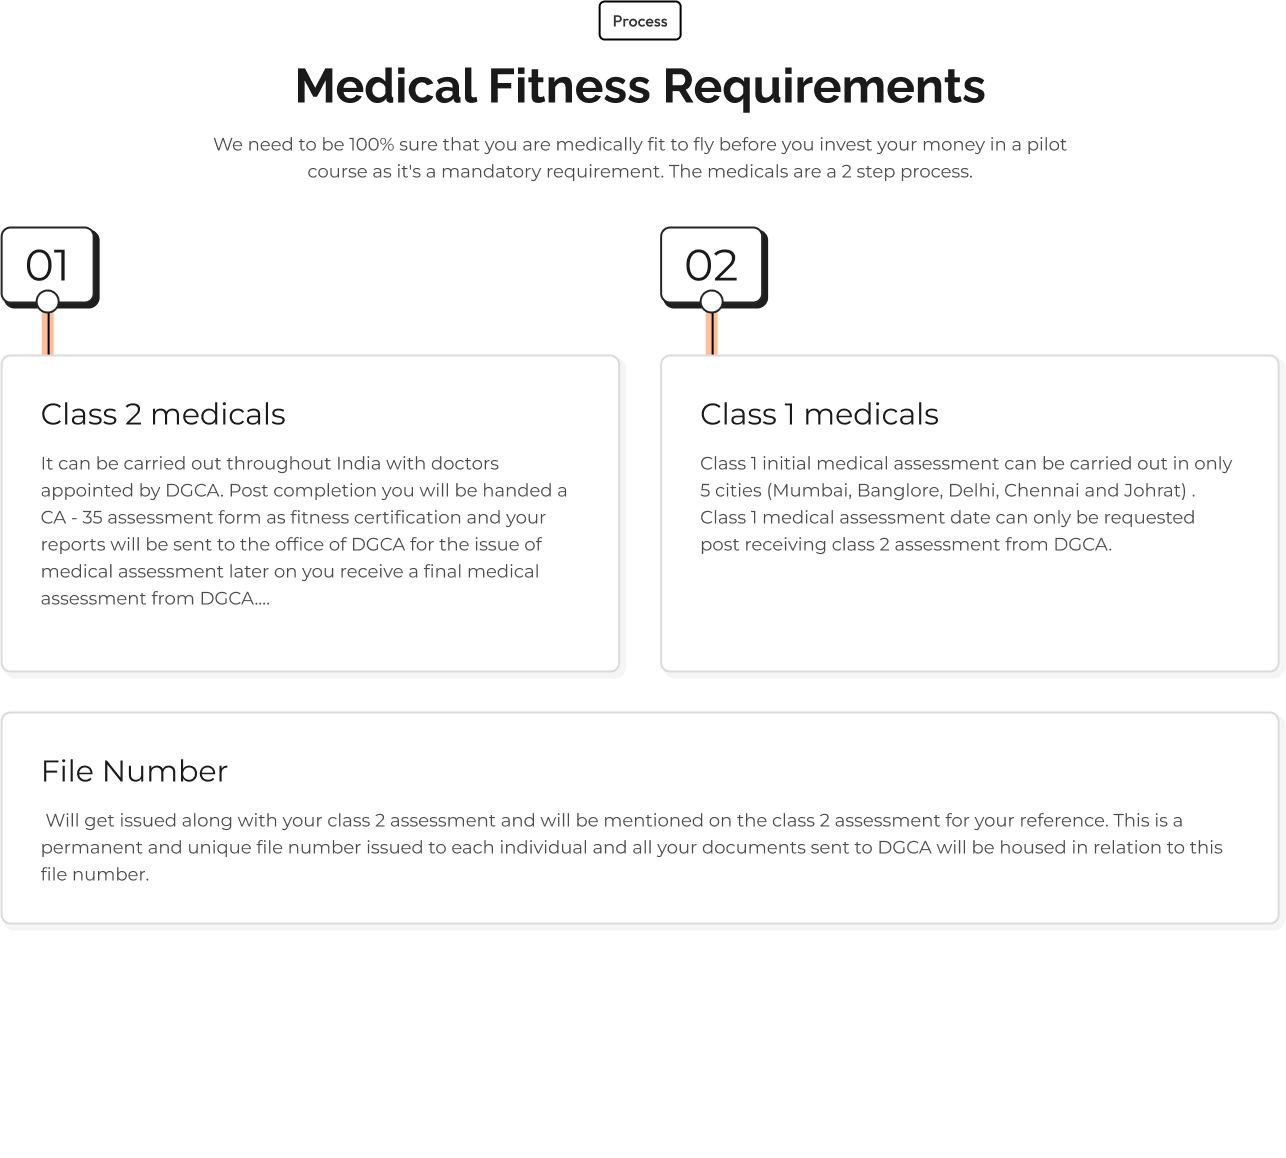 Process
Medical Fitness Requirements
We need to be 100% sure that you are medically fit to fly before you invest your money in a pilot
course as it's a mandatory requirement. The medicals are a 2 step process.
01
02
Class 2 medicals
It can be carried out throughout India with doctors
appointed by DGCA. Post completion you will be handed a
CA - 35 assessment form as fitness certification and your
reports will be sent to the office of DGCA for the issue of
medical assessment later on you receive a final medical
assessment from DGCA....
Class 1 medicals
Class 1 initial medical assessment can be carried out in only
5 cities (Mumbai, Banglore, Delhi, Chennai and Johrat) .
Class 1 medical assessment date can only be requested
post receiving class 2 assessment from DGCA.
File Number
Will get issued along with your class 2 assessment and will be mentioned on the class 2 assessment for your reference. This is a
permanent and unique file number issued to each individual and all your documents sent to DGCA will be housed in relation to this
file number.